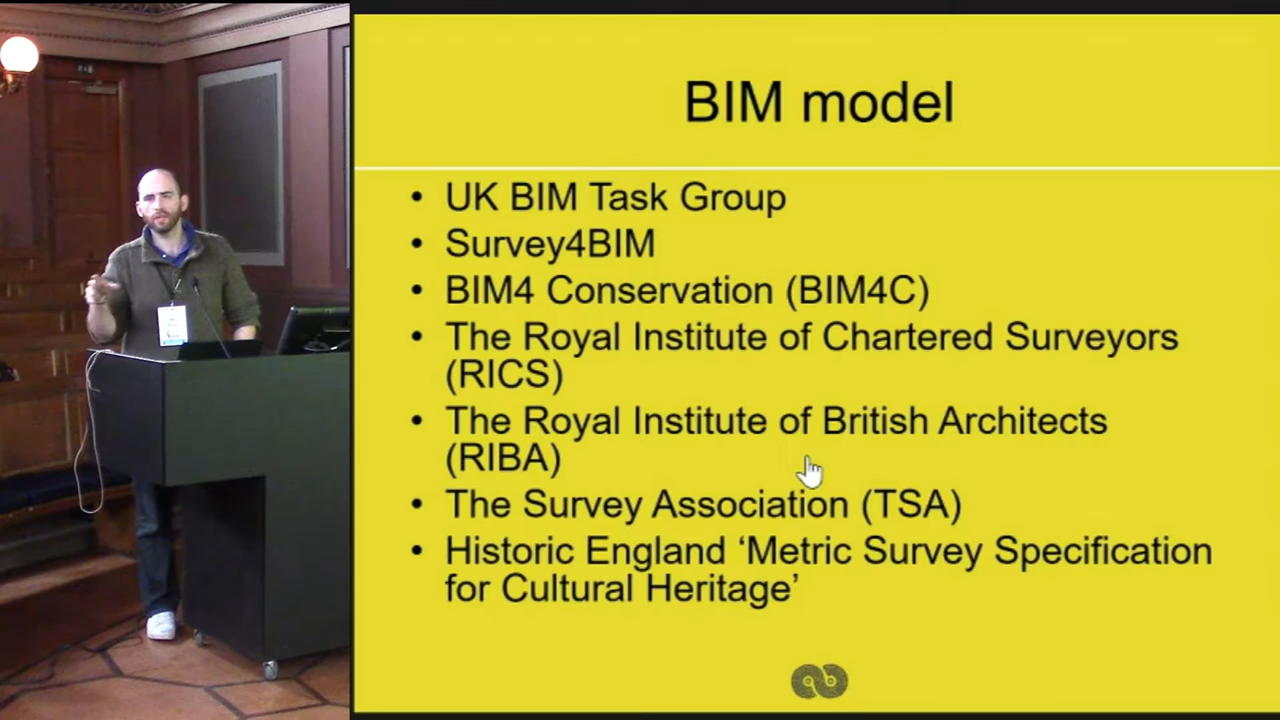 BIM model
• UK BIM Task Group
• Survey4BIM
• BIM4 Conservation (BIM4C)
• The Royal Institute of Chartered Surveyors
(RICS)
• The Royal Institute of British Architects
(RIBA)
• The Survey Association (TSA)
• Historic England ‘Metric Survey Specification
for Cultural Heritage’